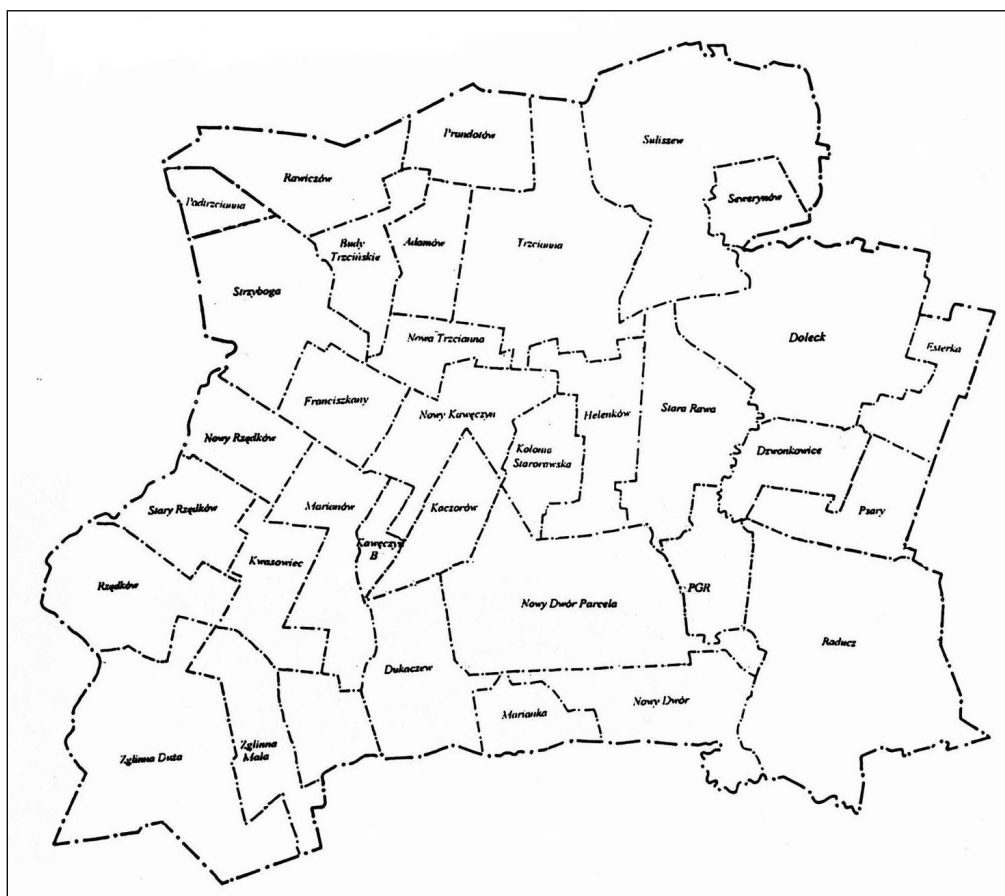 Prandotów
Suliszew
Rawiczów
Podtrzcianna
Sewerynów
Budy
Trzcińskie
Adamów
Trzcianna
Strzyboga
Nowa Trzcianna
Doleck
Esterka
Franciszkany
Nowy Kawęczyn
Helenków
Stara Rawa
Nowy Rzędków
Kolonia
Starorawska
Dzwonkowice
Stary Rzędków
Marianów
Kaczorów
Psary
Kawęczyn
B
Kwasowiec
Rzędków
Nowy Dwór Parcela
PGR
Raducz
Dukaczew
Nowy Dwór
Marianka
Zglinna Duża
Zglinna
Mała